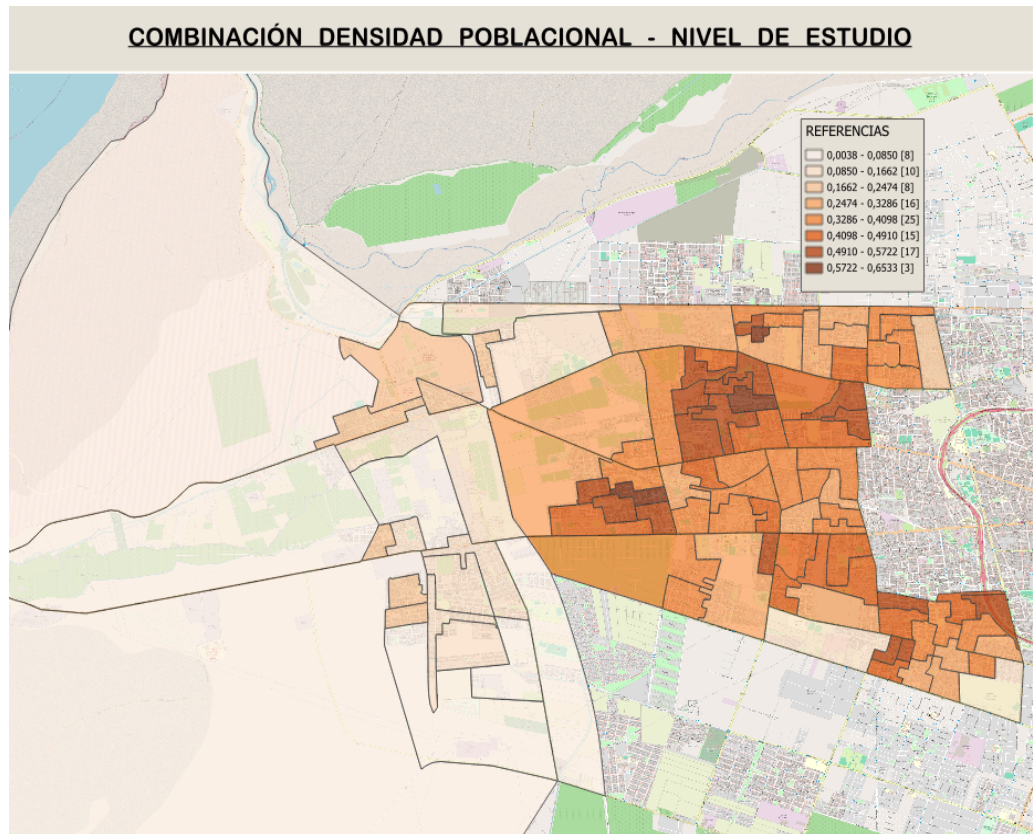 COMBINACIÓN DENSIDAD POBLACIONAL - NIVEL DE ESTUDIO
REFERENCIAS
0,0038 - 0,0850 [8]
0,0850 - 0,1662 [10]
0,1662 - 0,2474 [8]
0,2474 - 0,3286 [16]
0,3286 - 0,4098 [25]
0,4098 - 0,4910 [15]
0,4910 - 0,5722 [17]
0,5722 - 0,6533 [3]